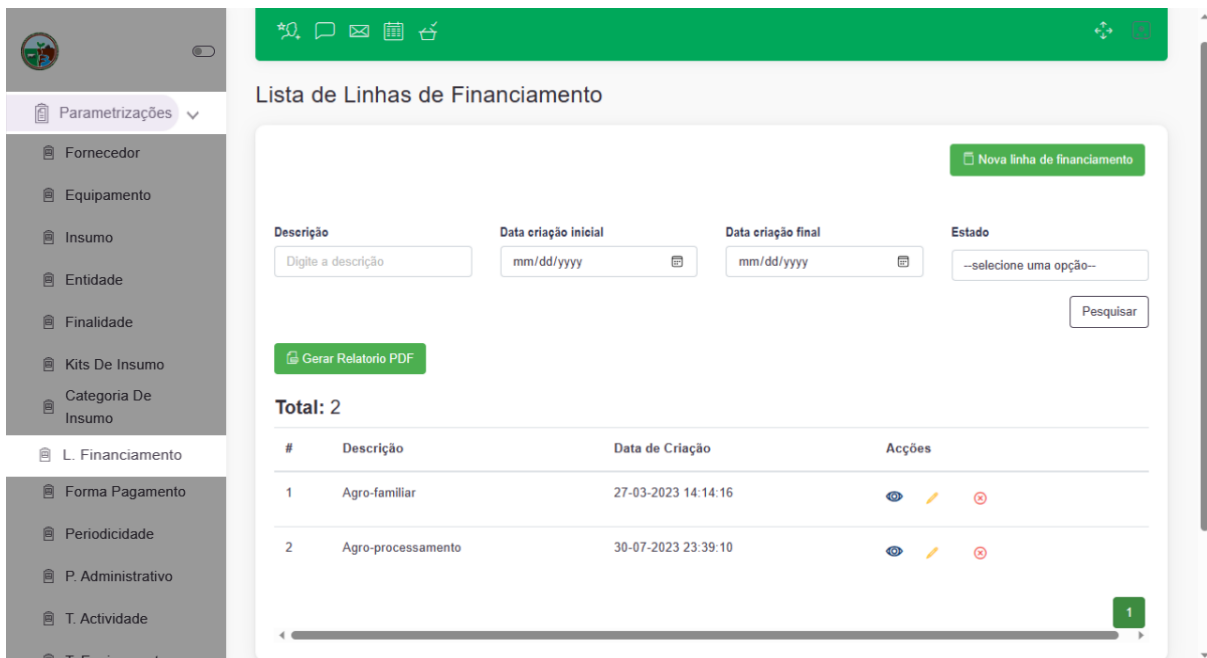 Parametrizações
Fornecedor
Equipamento
Insumo
Entidade
Finalidade
Kits De Insumo
Categoria De
Insumo
L. Financiamento
Forma Pagamento
Periodicidade
P. Administrativo
T. Actividade
Lista de Linhas de Financiamento
Nova linha de financiamento
Descrição Data criação inicial Data criação final Estado
Digite a descrição mm/dd/yyyy mm/dd/yyyy --selecione uma opção--
Pesquisar
Gerar Relatorio PDF
Total: 2
# Descrição Data de Criação Acções
1 Agro-familiar 27-03-2023 14:14:16
2 Agro-processamento 30-07-2023 23:39:10
1